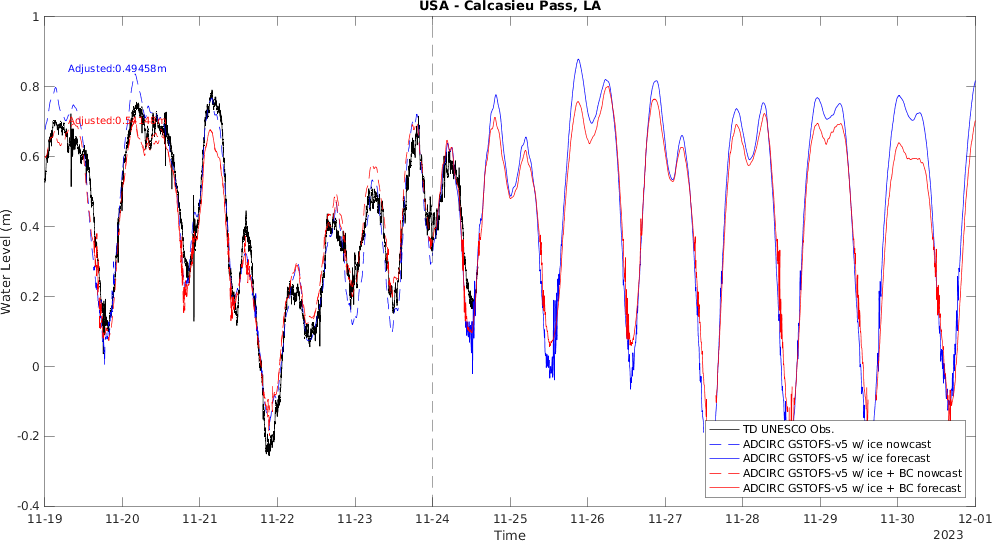 USA - Calcasieu Pass, LA
Adjusted:0.49458m
Water Level (m)
1
0.8
0.6
0.4
0.2
0
-0.2
-0.4
TD UNESCO Obs.
ADCIRC GSTOFS-v5 w/ ice nowcast
ADCIRC GSTOFS-v5 w/ ice forecast
ADCIRC GSTOFS-v5 w/ ice + BC nowcast
ADCIRC GSTOFS-v5 w/ ice + BC forecast
11-19 11-20 11-21 11-22 11-23 11-24 11-25 11-26 11-27 11-28 11-29 11-30 12-01
Time
2023